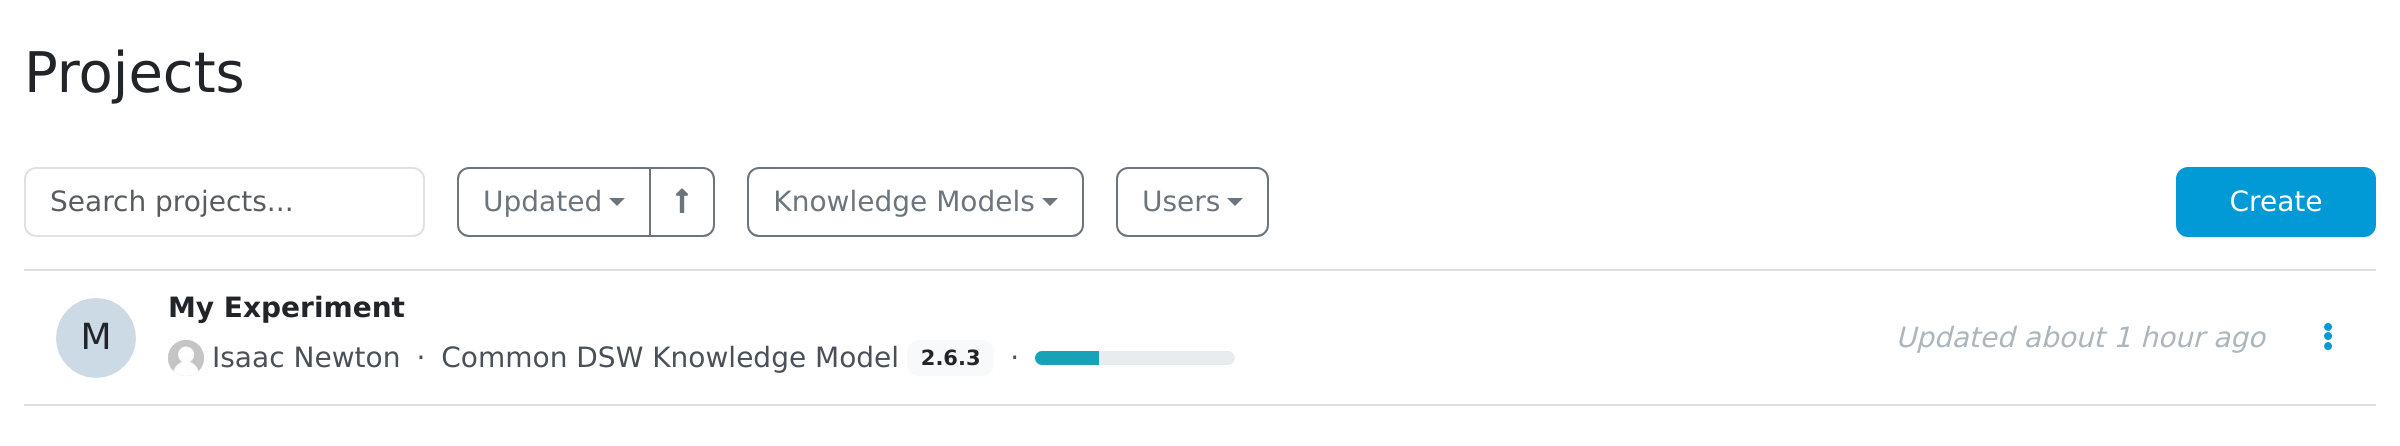 Projects
Search projects... Updated Knowledge Models Users Create
My Experiment
M Isaac Newton · Common DSW Knowledge Model 2.6.3 · Updated about 1 hour ago